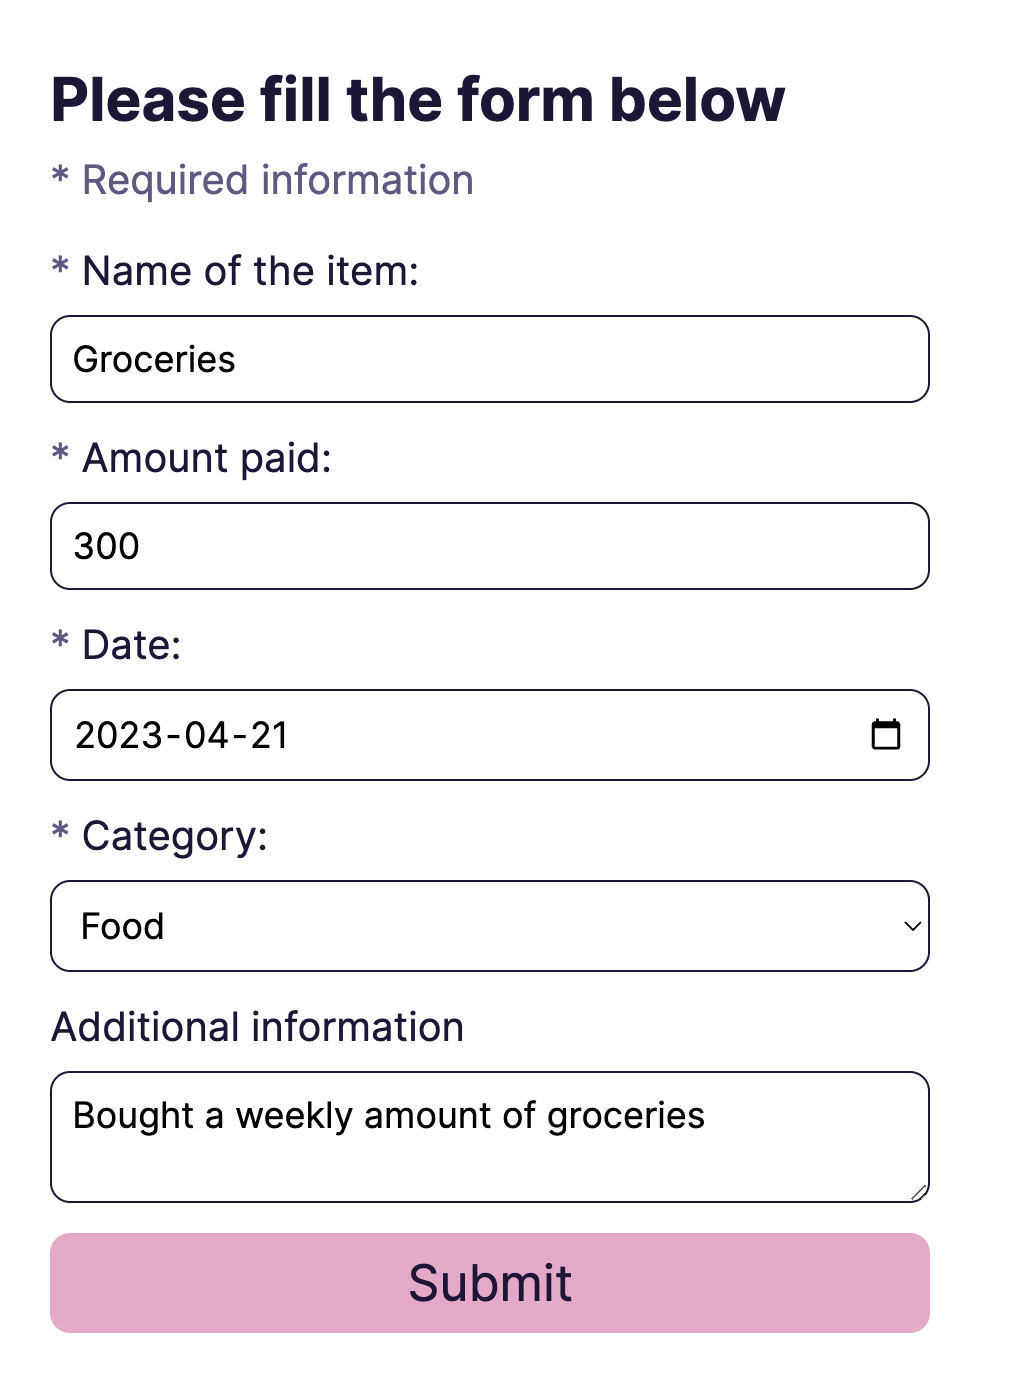 Please fill the form below
* Required information
* Name of the item:
Groceries
* Amount paid:
300
* Date:
2023-04-21
* Category:
Food
Additional information
Bought a weekly amount of groceries
Submit